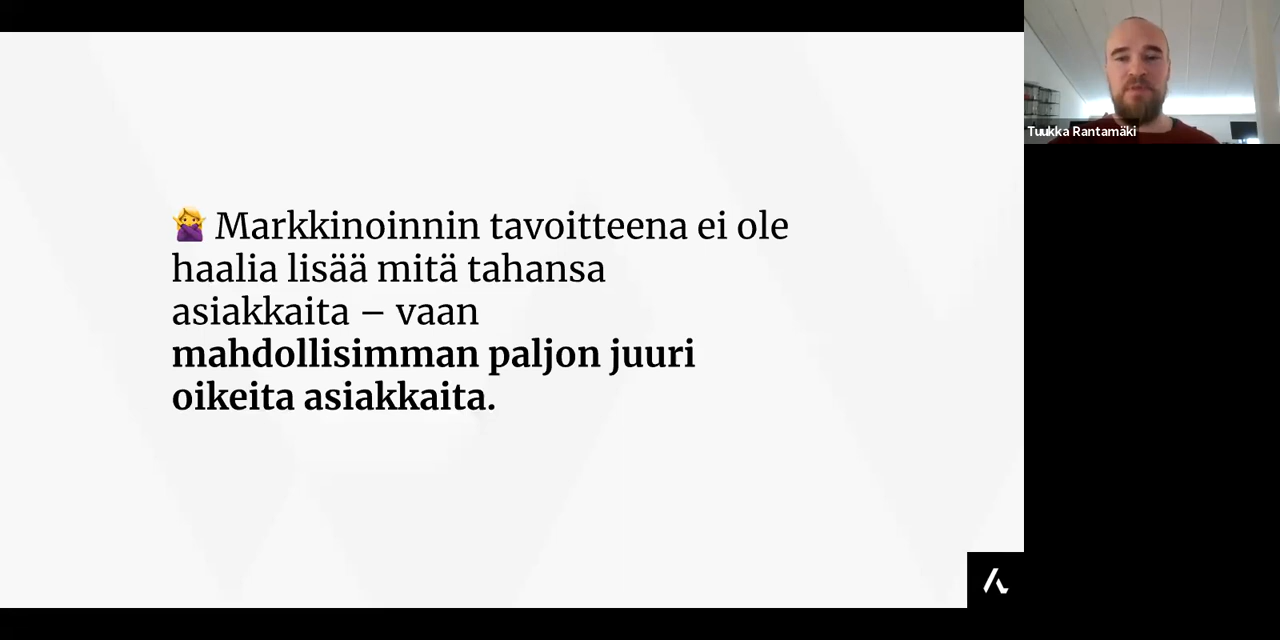 🙅‍♀️ Markkinoinnin tavoitteena ei ole
haalia lisää mitä tahansa
asiakkaita – vaan
mahdollisimman paljon juuri
oikeita asiakkaita.
Tuukka Rantamäki